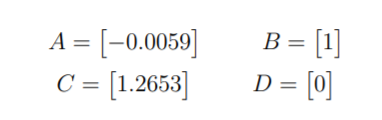 A = [−0.0059] B = [1]
C = [1.2653] D = [0]